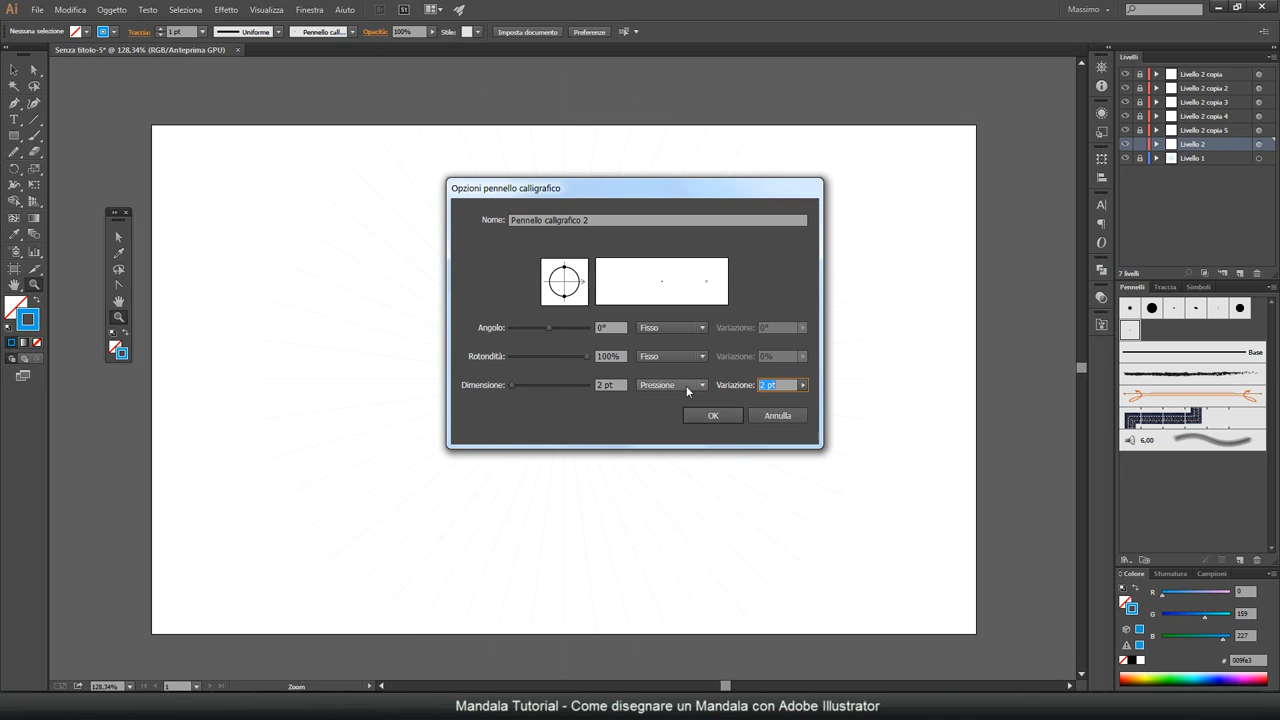 Ai File Modifica Oggetto Testo Seleziona Effetto Visualizza Finestra Aiuto Br St Massimo
Nessuna selezione Traccia: 1 pt Uniforme Pennello call... Opacità: 100% Stile: Imposta documento Preferenze
Senza titolo-5* @ 128,34% (RGB/Anteprima GPU) ×
Livelli
Livello 2 copia
Livello 2 copia 2
Livello 2 copia 3
Livello 2 copia 4
Livello 2 copia 5
Livello 2
Livello 1
7 livelli
Opzioni pennello calligrafico
Nome: Pennello caligrafico 2
Angolo: 0° Fisso Variazione: 0°
Rotondità: 100% Fisso Variazione: 0%
Dimensione: 2 pt Pressione Variazione: 2 pt
OK Annulla
Pennelli Traccia Simboli
Base
6,00
Colore Sfumatura Campioni
R 0
G 159
B 227
# 009fe3
128,34% 1 Zoom
Mandala Tutorial - Come disegnare un Mandala con Adobe Illustrator